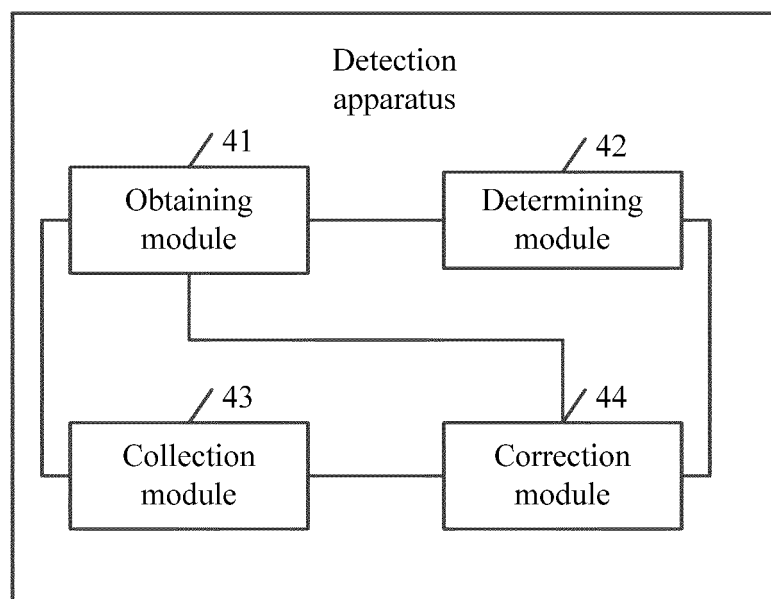 Detection
apparatus
41
42
Obtaining
module
Determining
module
43
44
Collection
module
Correction
module